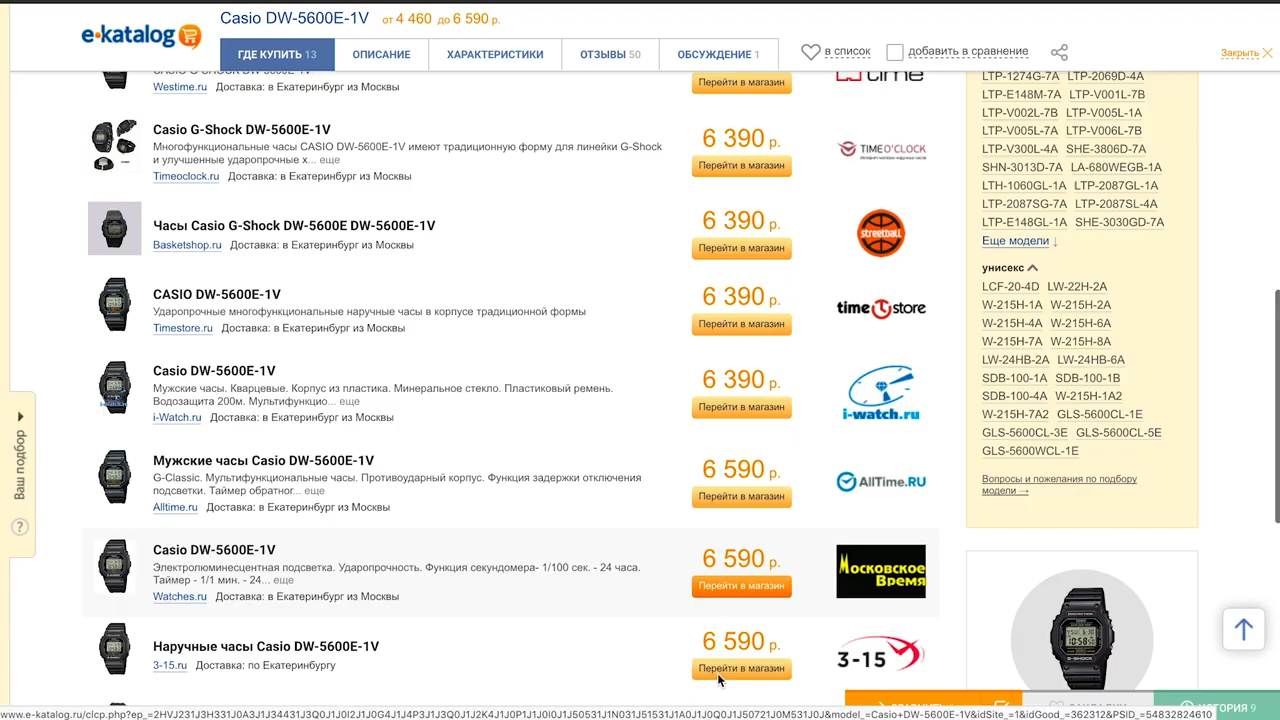 e-katalog
Casio DW-5600E-1V от 4 460 до 6 590 р.
ГДЕ КУПИТЬ 13
ОПИСАНИЕ
ХАРАКТЕРИСТИКИ
ОТЗЫВЫ 50
ОБСУЖДЕНИЕ 1
в список
добавить в сравнение
Закрыть
Westime.ru Доставка: в Екатеринбург из Москвы
Перейти в магазин
time
Casio G-Shock DW-5600E-1V
Многофункциональные часы CASIO DW-5600E-1V имеют традиционную форму для линейки G-Shock
и улучшенные ударопрочные х... еще
Timeoclock.ru Доставка: в Екатеринбург из Москвы
6 390 р.
Перейти в магазин
TIMEO'CLOCK
Часы Casio G-Shock DW-5600E DW-5600E-1V
Basketshop.ru Доставка: в Екатеринбург из Москвы
6 390 р.
Перейти в магазин
streetball
CASIO DW-5600E-1V
Ударопрочные многофункциональные наручные часы в корпусе традиционной формы
Timestore.ru Доставка: в Екатеринбург из Москвы
6 390 р.
Перейти в магазин
time store
Casio DW-5600E-1V
Мужские часы. Кварцевые. Корпус из пластика. Минеральное стекло. Пластиковый ремень.
Водозащита 200м. Мультифункцио... еще
i-Watch.ru Доставка: в Екатеринбург из Москвы
6 390 р.
Перейти в магазин
i-watch.ru
Мужские часы Casio DW-5600E-1V
G-Classic. Мультифункциональные часы. Противоударный корпус. Функция задержки отключения
подсветки. Таймер обратног... еще
Alltime.ru Доставка: в Екатеринбург из Москвы
6 590 р.
Перейти в магазин
AllTime.RU
Casio DW-5600E-1V
Электролюминесцентная подсветка. Ударопрочность. Функция секундомера- 1/100 сек. - 24 часа.
Таймер - 1/1 мин. - 24... еще
Watches.ru Доставка: в Екатеринбург из Москвы
6 590 р.
Перейти в магазин
Московское
Время
Наручные часы Casio DW-5600E-1V
3-15.ru Доставка: по Екатеринбургу
6 590 р.
Перейти в магазин
3-15
LTP-1274G-7A LTP-2069D-4A
LTP-E148M-7A LTP-V001L-7B
LTP-V002L-7B LTP-V005L-1A
LTP-V005L-7A LTP-V006L-7B
LTP-V300L-4A SHE-3806D-7A
SHN-3013D-7A LA-680WEGB-1A
LTH-1060GL-1A LTP-2087GL-1A
LTP-2087SG-7A LTP-2087SL-4A
LTP-E148GL-1A SHE-3030GD-7A
Еще модели ↓
унисекс
LCF-20-4D LW-22H-2A
W-215H-1A W-215H-2A
W-215H-4A W-215H-6A
W-215H-7A W-215H-8A
LW-24HB-2A LW-24HB-6A
SDB-100-1A SDB-100-1B
SDB-100-4A W-215H-1A2
W-215H-7A2 GLS-5600CL-1E
GLS-5600CL-3E GLS-5600CL-5E
GLS-5600WCL-1E
Вопросы и пожелания по подбору
модели →
Ваш подбор
?
G-SHOCK
ИСТОРИЯ 9